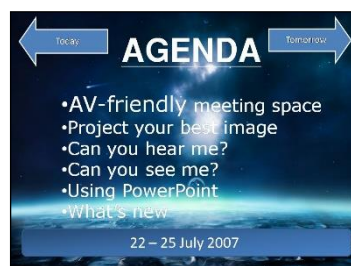 Today
Tomorrow
AGENDA
•AV-friendly meeting space
•Project your best image
•Can you hear me?
•Can you see me?
•Using PowerPoint
•What's new
22 – 25 July 2007